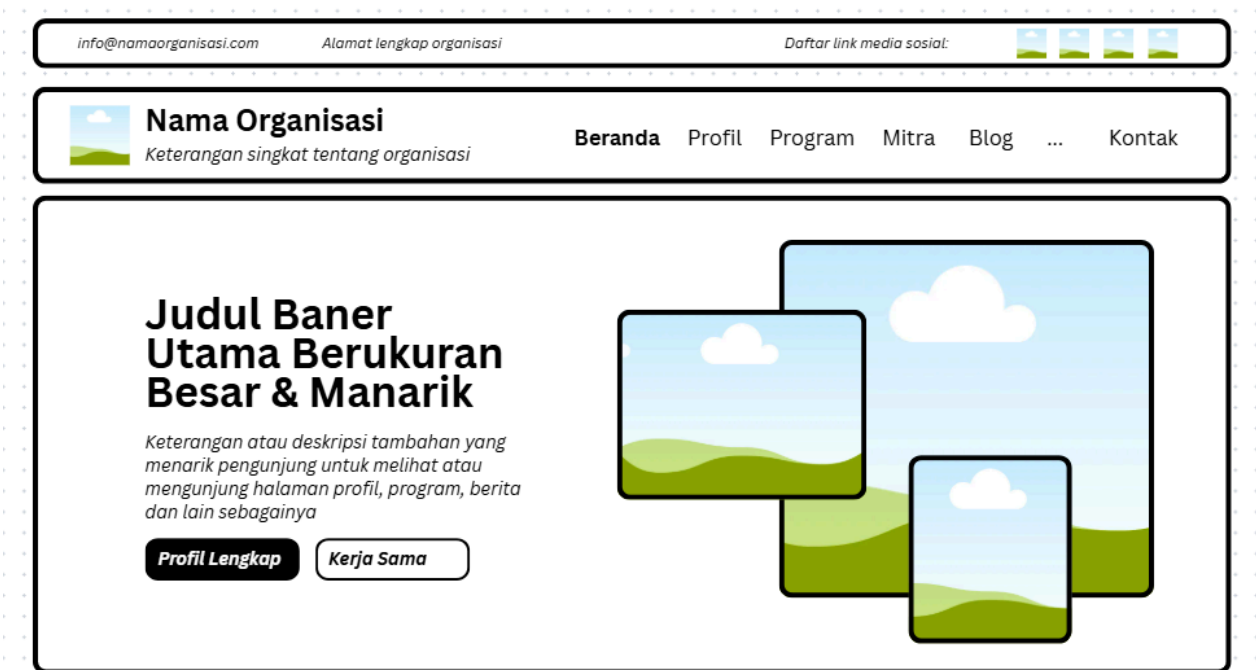 info@namaorganisasi.com Alamat lengkap organisasi Daftar link media sosial:
Nama Organisasi
Keterangan singkat tentang organisasi
Beranda Profil Program Mitra Blog ... Kontak
Judul Baner
Utama Berukuran
Besar & Manarik
Keterangan atau deskripsi tambahan yang
menarik pengunjung untuk melihat atau
mengunjung halaman profil, program, berita
dan lain sebagainya
Profil Lengkap Kerja Sama